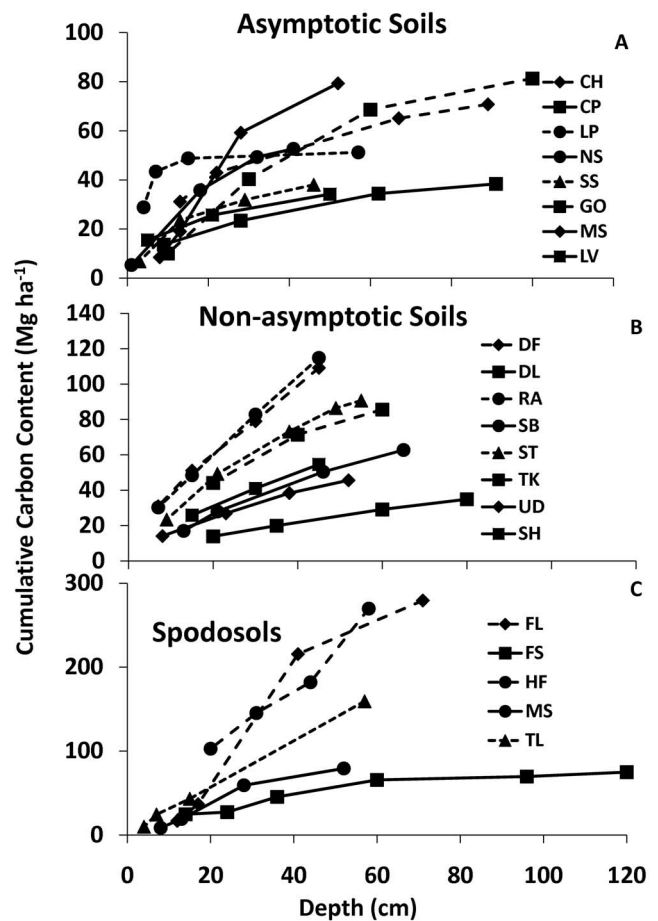 Asymptotic Soils
A
100
80
60
40
20
0
CH
CP
LP
NS
SS
GO
MS
LV
Non-asymptotic Soils
B
140
120
100
80
60
40
20
0
DF
DL
RA
SB
ST
TK
UD
SH
Spodosols
C
300
200
100
0
FL
FS
HF
MS
TL
0 20 40 60 80 100 120
Depth (cm)
Cumulative Carbon Content (Mg ha⁻¹)